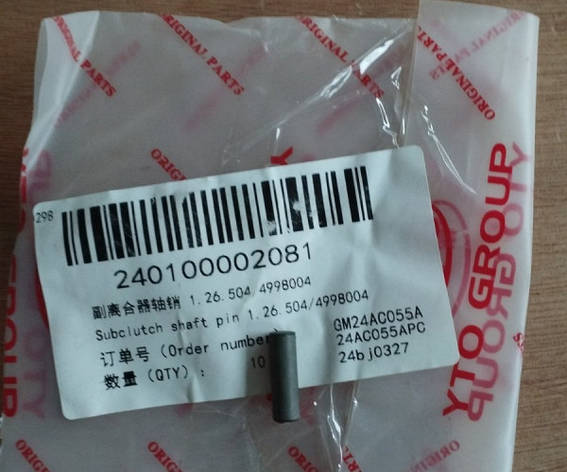 ORIGINAL PARTS
ORIGINAL PARTS
ORIGINAL PARTS
ORIGINAL PARTS
298
240100002081
副离合器轴销 1.26.504/4998004
Subclutch shaft pin 1.26.504/4998004
订单号(Order number
GM24AC055A
24AC055APC
数量(QTY): 10
24bj0327
YTO GROUP